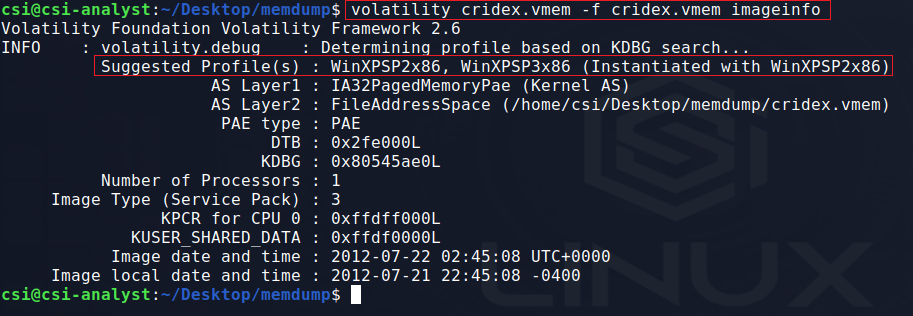 csi@csi-analyst:~/Desktop/memdump$ volatility cridex.vmem -f cridex.vmem imageinfo
Volatility Foundation Volatility Framework 2.6
INFO    : volatility.debug    : Determining profile based on KDBG search...
          Suggested Profile(s) : WinXPSP2x86, WinXPSP3x86 (Instantiated with WinXPSP2x86)
                     AS Layer1 : IA32PagedMemoryPae (Kernel AS)
                     AS Layer2 : FileAddressSpace (/home/csi/Desktop/memdump/cridex.vmem)
                      PAE type : PAE
                           DTB : 0x2fe000L
                          KDBG : 0x80545ae0L
          Number of Processors : 1
     Image Type (Service Pack) : 3
                KPCR for CPU 0 : 0xffdff000L
             KUSER_SHARED_DATA : 0xffdf0000L
           Image date and time : 2012-07-22 02:45:08 UTC+0000
     Image local date and time : 2012-07-21 22:45:08 -0400
csi@csi-analyst:~/Desktop/memdump$
CSI
LINUX